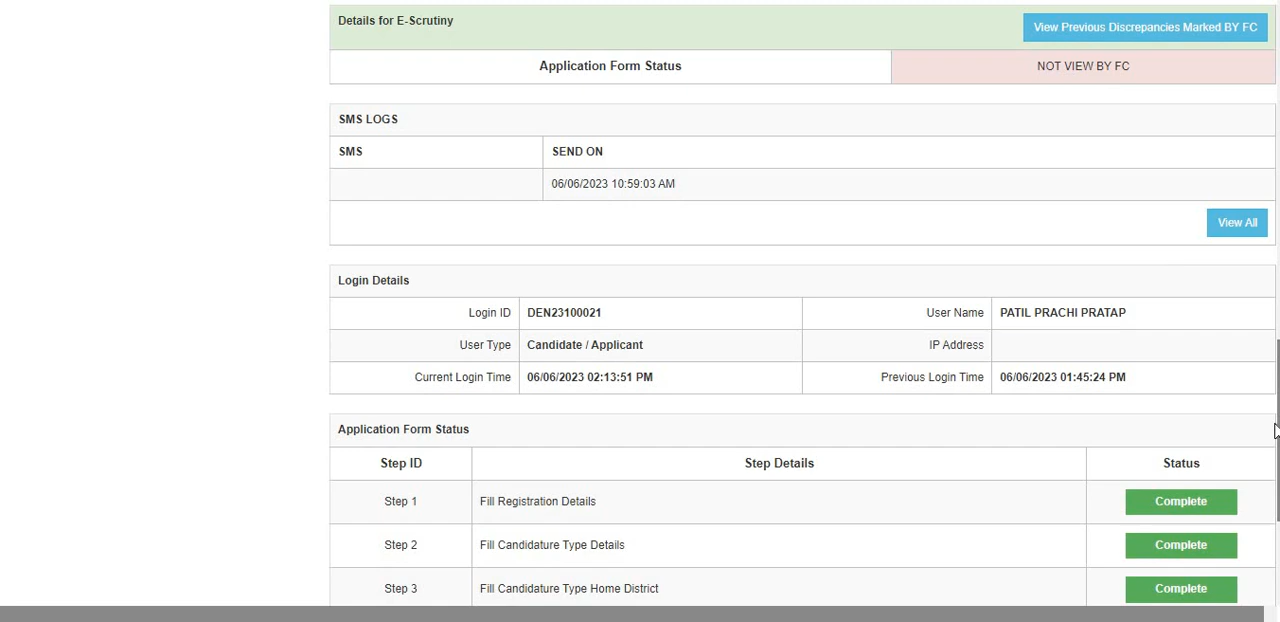 Details for E-Scrutiny
View Previous Discrepancies Marked BY FC
Application Form Status
NOT VIEW BY FC
SMS LOGS
SMS
SEND ON
06/06/2023 10:59:03 AM
View All
Login Details
Login ID
DEN23100021
User Name
PATIL PRACHI PRATAP
User Type
Candidate / Applicant
IP Address
Current Login Time
06/06/2023 02:13:51 PM
Previous Login Time
06/06/2023 01:45:24 PM
Application Form Status
Step ID
Step Details
Status
Step 1
Fill Registration Details
Complete
Step 2
Fill Candidature Type Details
Complete
Step 3
Fill Candidature Type Home District
Complete